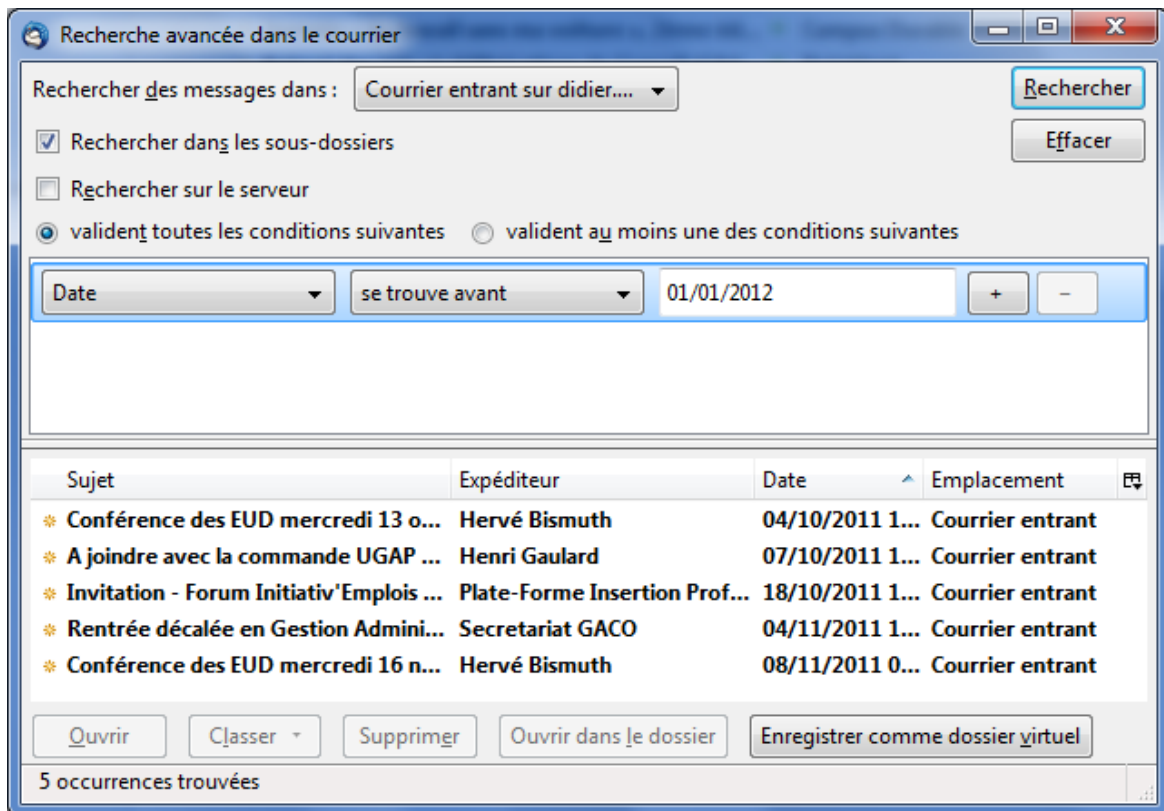 Recherche avancée dans le courrier
Rechercher des messages dans : Courrier entrant sur didier.... Rechercher
Rechercher dans les sous-dossiers Effacer
Rechercher sur le serveur
valident toutes les conditions suivantes valident au moins une des conditions suivantes
Date se trouve avant 01/01/2012 + −
Sujet Expéditeur Date Emplacement
Conférence des EUD mercredi 13 o... Hervé Bismuth 04/10/2011 1... Courrier entrant
A joindre avec la commande UGAP ... Henri Gaulard 07/10/2011 1... Courrier entrant
Invitation - Forum Initiativ'Emplois ... Plate-Forme Insertion Prof... 18/10/2011 1... Courrier entrant
Rentrée décalée en Gestion Admini... Secretariat GACO 04/11/2011 1... Courrier entrant
Conférence des EUD mercredi 16 n... Hervé Bismuth 08/11/2011 0... Courrier entrant
Ouvrir Classer Supprimer Ouvrir dans le dossier Enregistrer comme dossier virtuel
5 occurrences trouvées